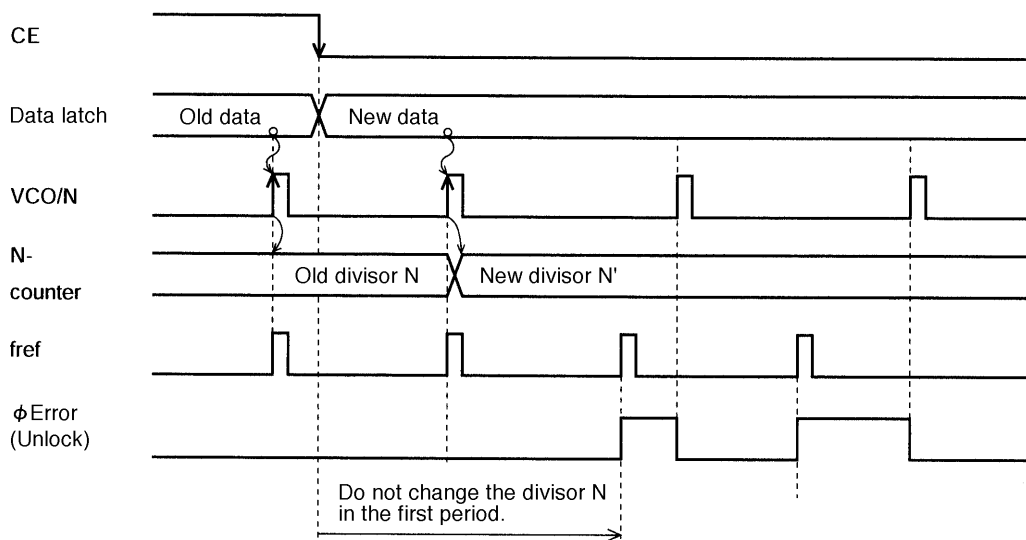 CE
Data latch
Old data
New data
VCO/N
N-
counter
Old divisor N
New divisor N'
fref
ϕError
(Unlock)
Do not change the divisor N
in the first period.